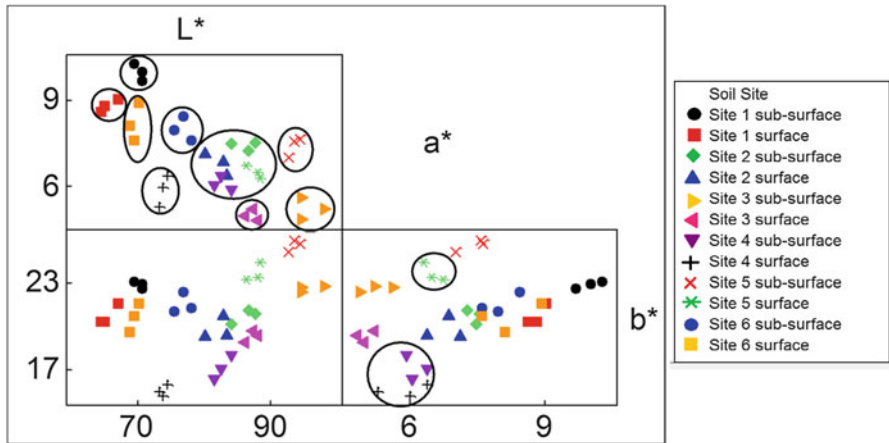 L*
a*
b*
9
6
23
17
70
90
6
9
Soil Site
Site 1 sub-surface
Site 1 surface
Site 2 sub-surface
Site 2 surface
Site 3 sub-surface
Site 3 surface
Site 4 sub-surface
Site 4 surface
Site 5 sub-surface
Site 5 surface
Site 6 sub-surface
Site 6 surface